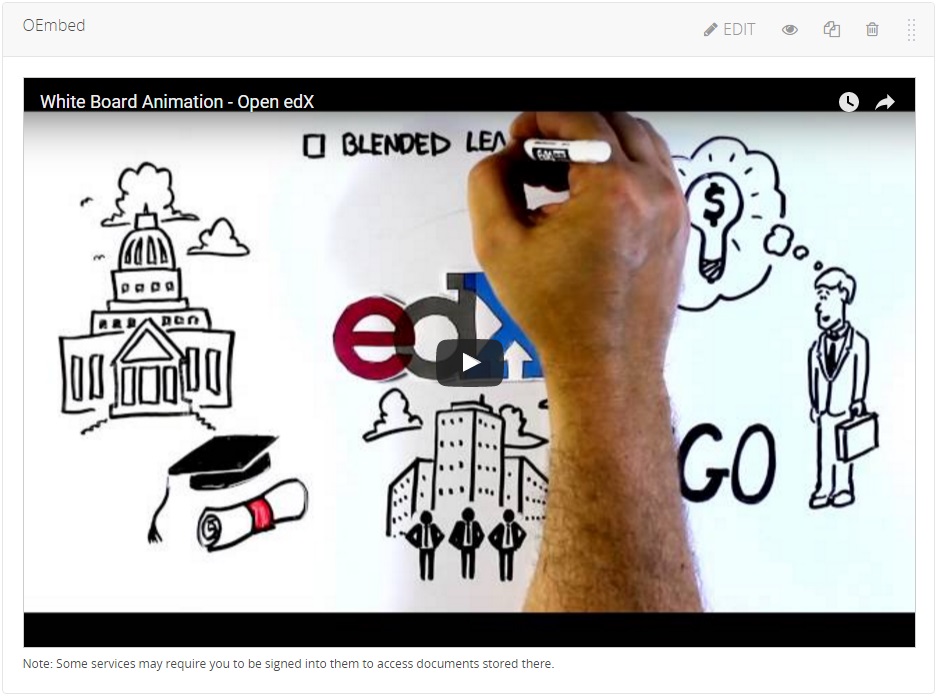 OEmbed
EDIT
White Board Animation - Open edX
BLENDED LEA
$
edX
GO
Note: Some services may require you to be signed into them to access documents stored there.